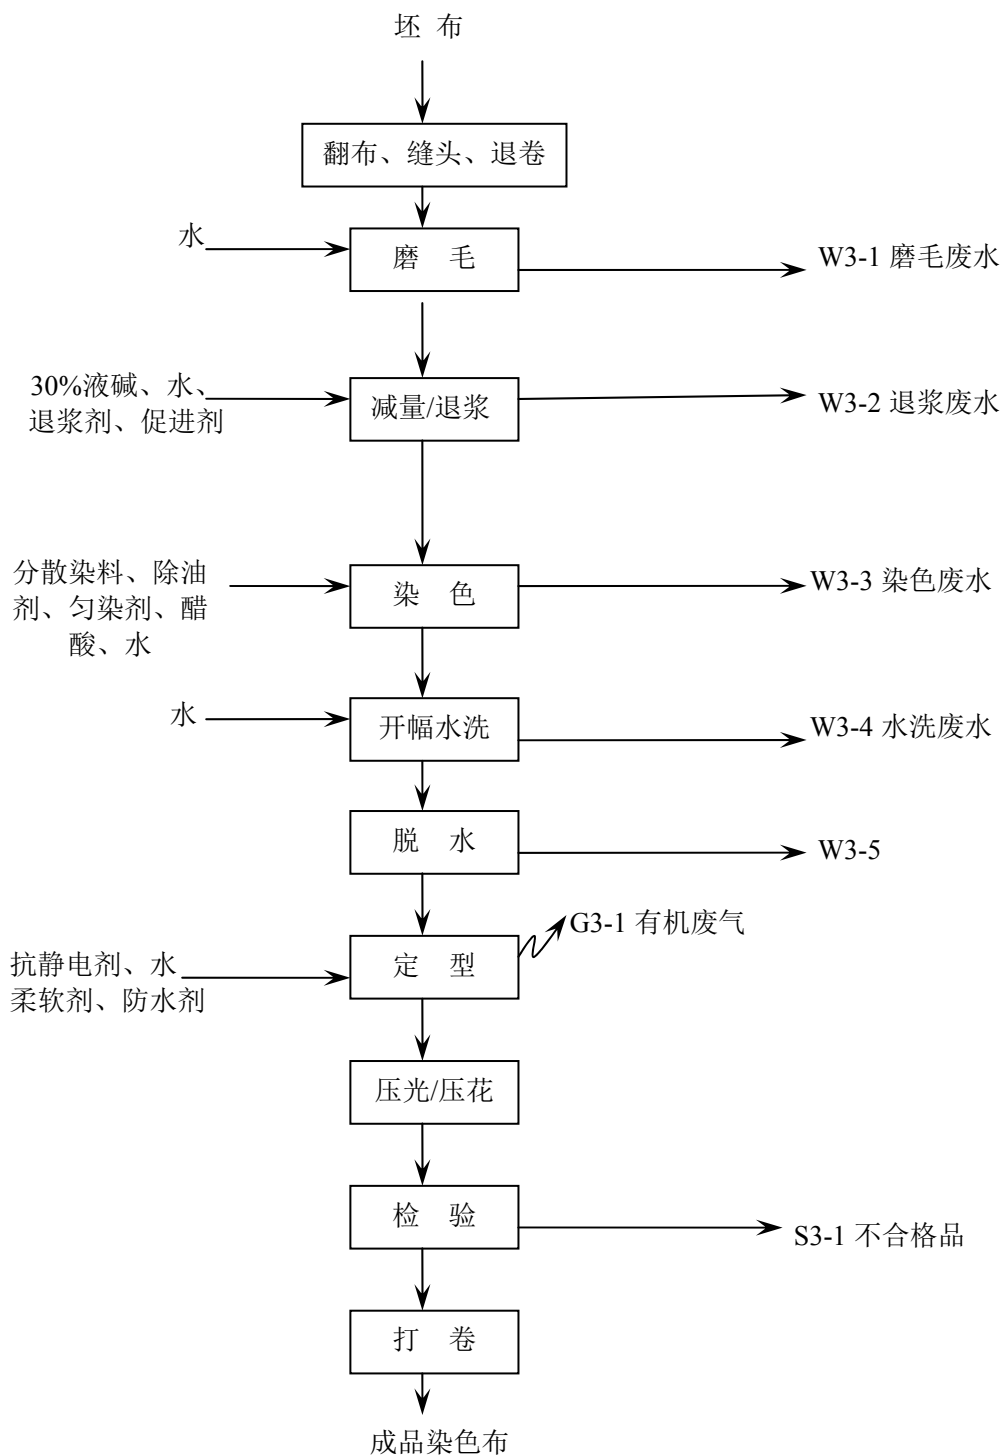 坯 布
翻布、缝头、退卷
水
磨 毛
W3-1 磨毛废水
30%液碱、水、
退浆剂、促进剂
减量/退浆
W3-2 退浆废水
分散染料、除油
剂、匀染剂、醋
酸、水
染 色
W3-3 染色废水
水
开幅水洗
W3-4 水洗废水
脱 水
W3-5
G3-1 有机废气
抗静电剂、水
柔软剂、防水剂
定 型
压光/压花
检 验
S3-1 不合格品
打 卷
成品染色布